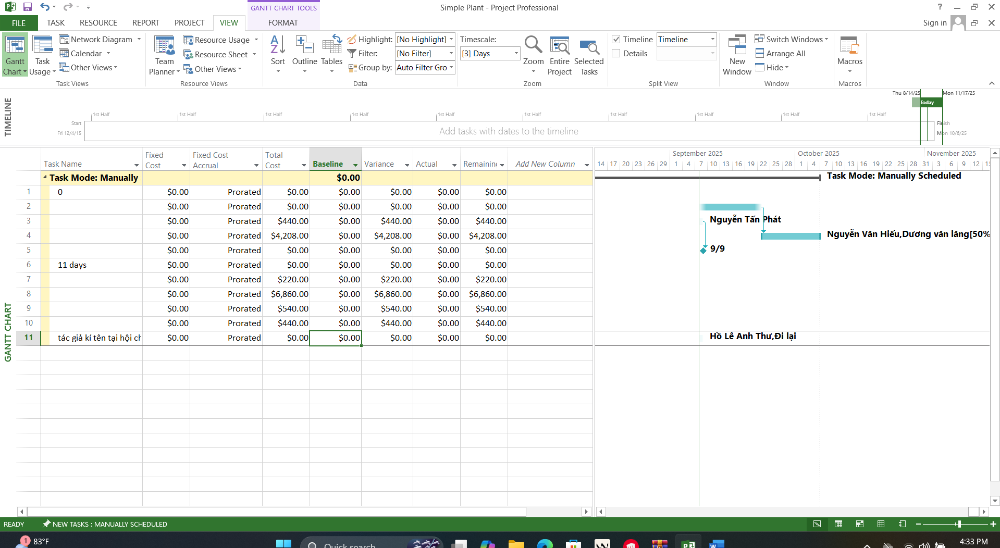 GANTT CHART TOOLS
Simple Plant - Project Professional
?
FILE TASK RESOURCE REPORT PROJECT VIEW FORMAT
Sign in
Gantt Chart
Task Usage
Network Diagram
Calendar
Other Views
Task Views
Team Planner
Resource Usage
Resource Sheet
Other Views
Resource Views
Sort
Outline
Tables
Highlight: [No Highlight]
Filter: [No Filter]
Group by: Auto Filter Gro
Data
Timescale:
[3] Days
Zoom
Entire Project
Selected Tasks
Zoom
Timeline Timeline
Details
Split View
New Window
Switch Windows
Arrange All
Hide
Window
Macros
Macros
TIMELINE
Thu 8/14/25 Mon 11/17/25
Today
1st Half 1st Half 1st Half 1st Half 1st Half 1st Half 1st Half 1st Half 1st Half 1st Half
Start
Fri 12/4/15
Add tasks with dates to the timeline
Finish
Mon 10/6/25
GANTT CHART
Task Name Fixed Cost Fixed Cost Accrual Total Cost Baseline Variance Actual Remaining Add New Column
September 2025 October 2025 November 2025
14 17 20 23 26 29 1 4 7 10 13 16 19 22 25 28 1 4 7 10 13 16 19 22 25 28 31 3 6 9 12 15
Task Mode: Manually $0.00 Task Mode: Manually Scheduled
1 0 $0.00 Prorated $0.00 $0.00 $0.00 $0.00 $0.00
2 $0.00 Prorated $0.00 $0.00 $0.00 $0.00 $0.00
3 $0.00 Prorated $440.00 $0.00 $440.00 $0.00 $440.00 Nguyễn Tấn Phát
4 $0.00 Prorated $4,208.00 $0.00 $4,208.00 $0.00 $4,208.00 Nguyễn Văn Hiếu,Dương văn lăng[50%
5 $0.00 Prorated $0.00 $0.00 $0.00 $0.00 $0.00 9/9
6 11 days $0.00 Prorated $0.00 $0.00 $0.00 $0.00 $0.00
7 $0.00 Prorated $220.00 $0.00 $220.00 $0.00 $220.00
8 $0.00 Prorated $6,860.00 $0.00 $6,860.00 $0.00 $6,860.00
9 $0.00 Prorated $540.00 $0.00 $540.00 $0.00 $540.00
10 $0.00 Prorated $440.00 $0.00 $440.00 $0.00 $440.00
11 tác giả kí tên tại hội ch $0.00 Prorated $0.00 $0.00 $0.00 $0.00 $0.00 Hồ Lê Anh Thư,Đi lại
READY NEW TASKS : MANUALLY SCHEDULED
1 83°F
Quick search
4:33 PM